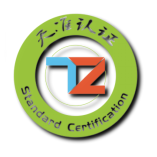 天准认证
TZ
Standard Certification